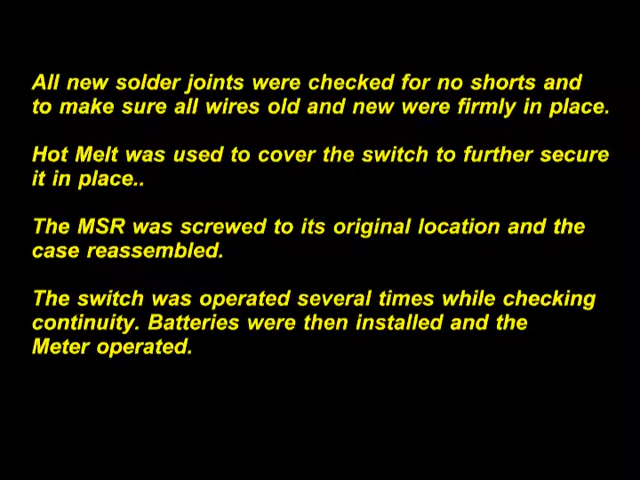 All new solder joints were checked for no shorts and
to make sure all wires old and new were firmly in place.
Hot Melt was used to cover the switch to further secure
it in place..
The MSR was screwed to its original location and the
case reassembled.
The switch was operated several times while checking
continuity. Batteries were then installed and the
Meter operated.